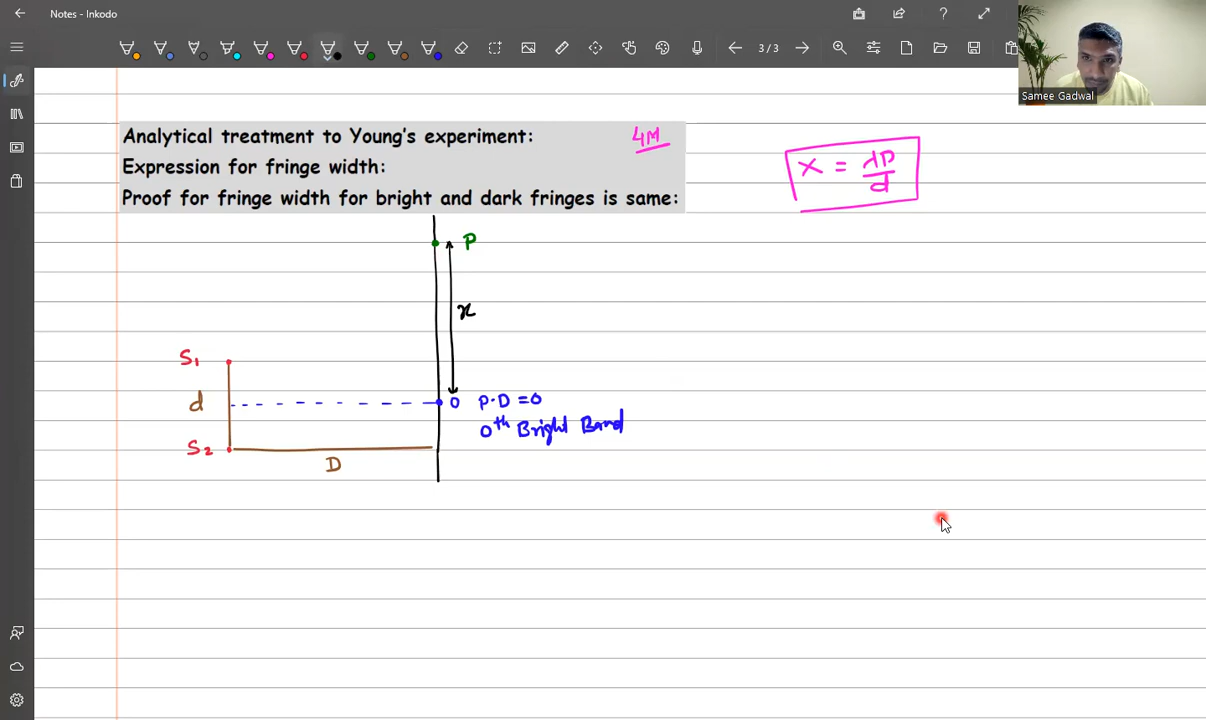 Notes - Inkodo
3 / 3
Samee Gadwal
Analytical treatment to Young's experiment:
4M
Expression for fringe width:
Proof for fringe width for bright and dark fringes is same:
X = λD/d
P
x
S₁
d
O P.D = 0
0th Bright Band
S₂
D